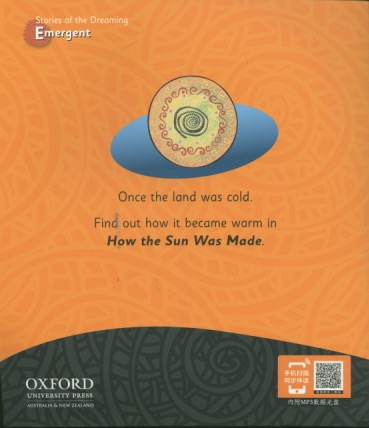 Stories of the Dreaming
Emergent
Once the land was cold.
Find out how it became warm in
How the Sun Was Made.
OXFORD
UNIVERSITY PRESS
AUSTRALIA & NEW ZEALAND
手机扫描
同步伴读
内附MP3数据光盘